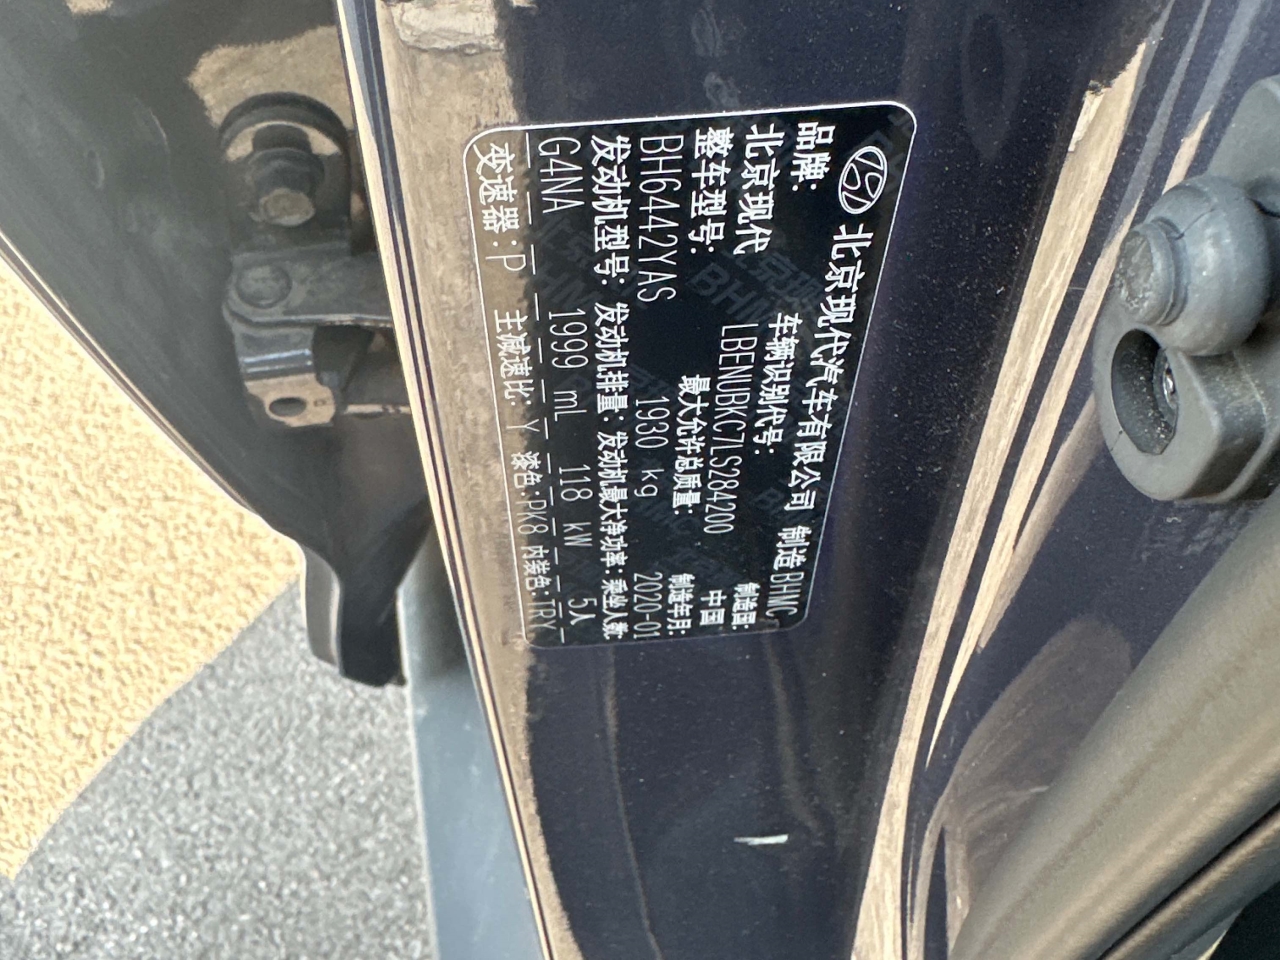 北京现代汽车有限公司 制造 BHMC
品牌: 车辆识别代号: 制造国:
北京现代 LBENUBKC7LS284200 中国
整车型号: 最大允许总质量: 制造年月:
BH6442YAS 1930 kg 2020-01
发动机型号: 发动机排量: 发动机最大净功率: 乘坐人数:
G4NA 1999 mL 118 kW 5人
变速器: P 主减速比: Y 漆色: PK8 内装色: TRY